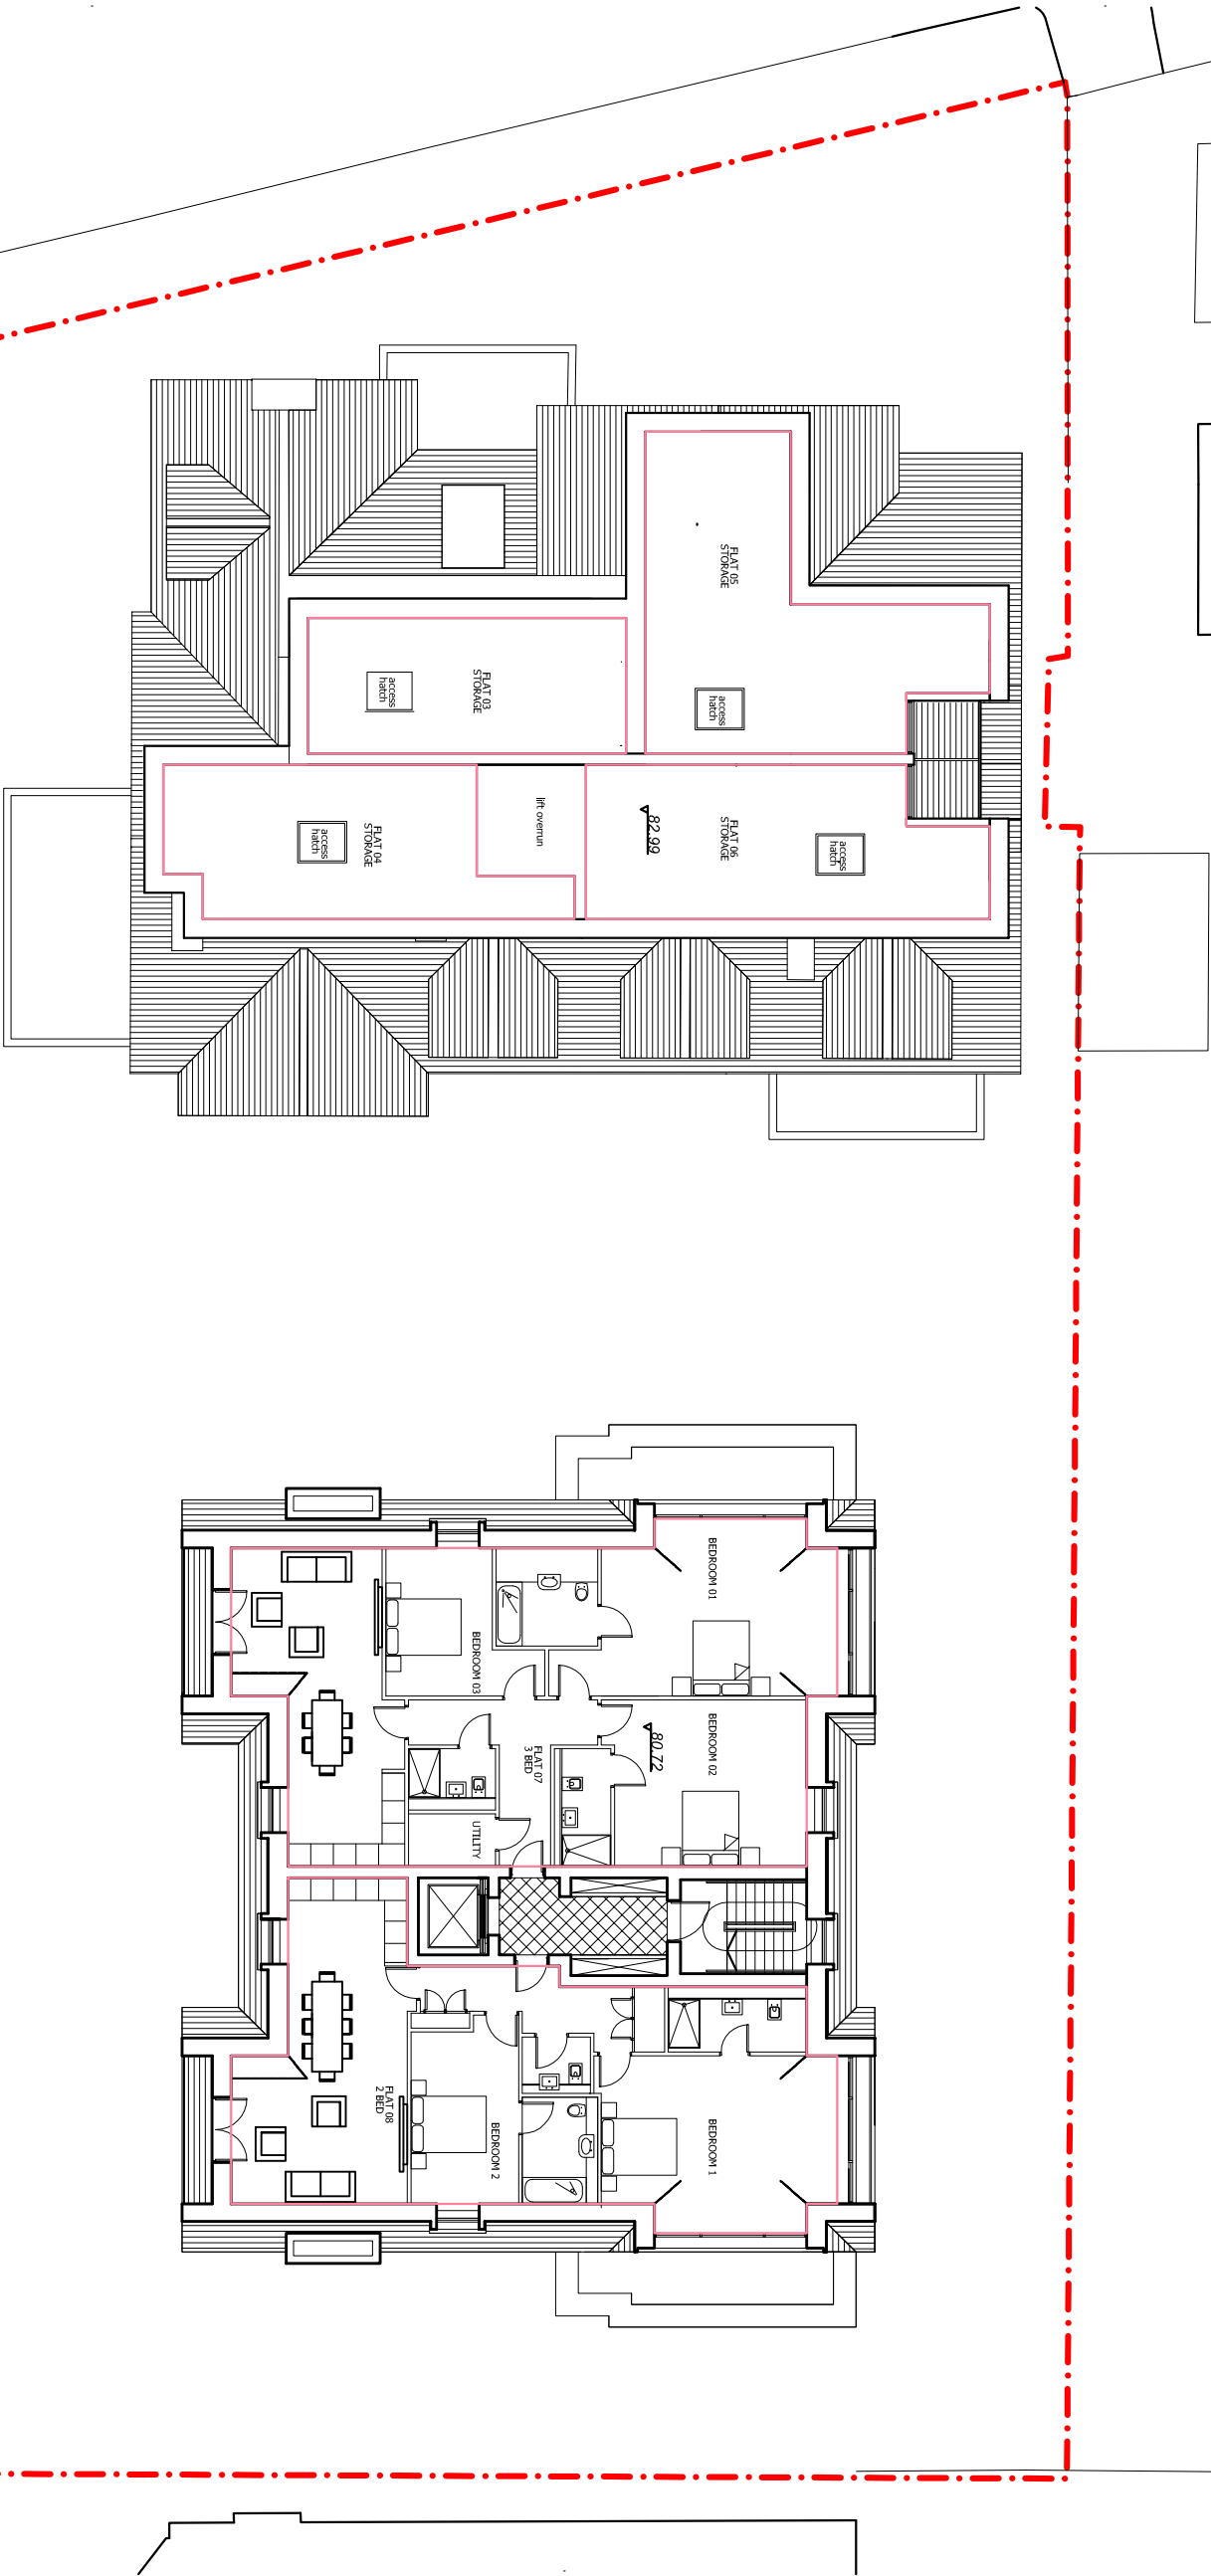 FLAT 05
STORAGE
FLAT 03
STORAGE
access
hatch
access
hatch
lift overrun
82.99
FLAT 06
STORAGE
FLAT 04
STORAGE
access
hatch
access
hatch
BEDROOM 01
BEDROOM 03
BEDROOM 02
80.72
FLAT 07
3 BED
UTILITY
FLAT 08
2 BED
BEDROOM 2
BEDROOM 1